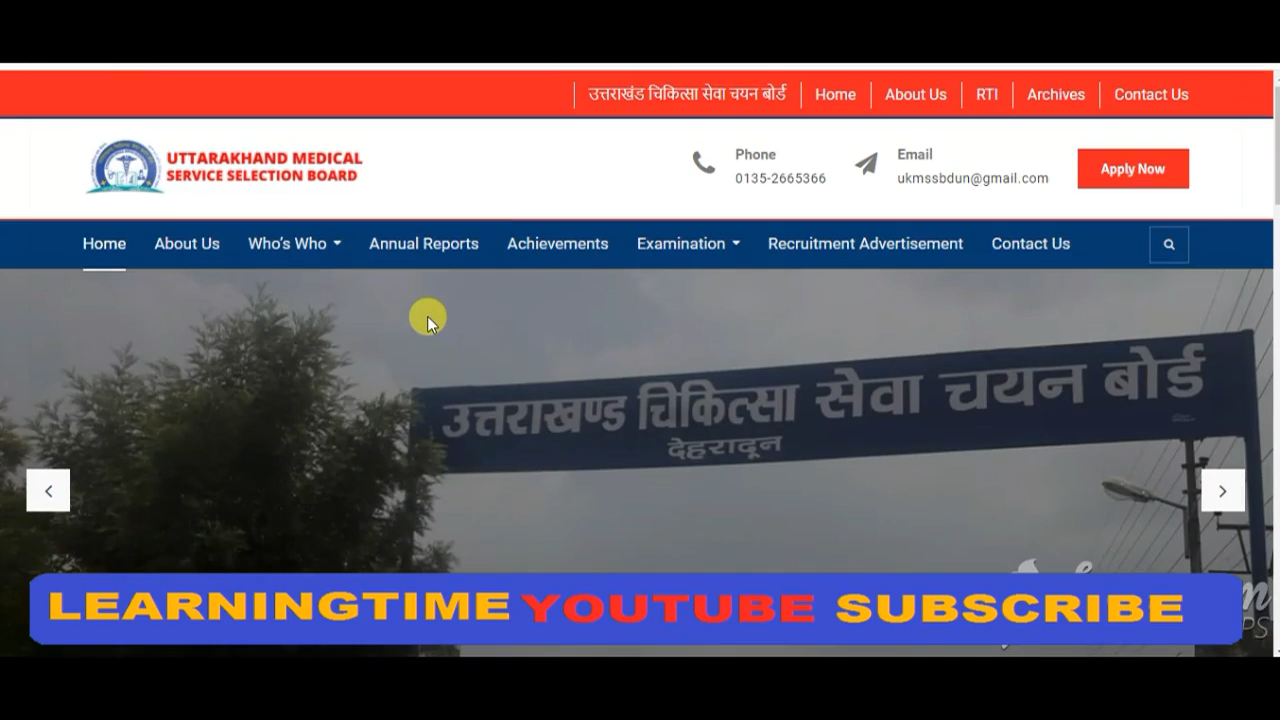 उत्तराखंड चिकित्सा सेवा चयन बोर्ड Home About Us RTI Archives Contact Us
UTTARAKHAND MEDICAL
SERVICE SELECTION BOARD
Phone
0135-2665366
Email
ukmssbdun@gmail.com
Apply Now
Home About Us Who's Who Annual Reports Achievements Examination Recruitment Advertisement Contact Us
उत्तराखण्ड चिकित्सा सेवा चयन बोर्ड
देहरादून
LEARNINGTIME YOUTUBE SUBSCRIBE